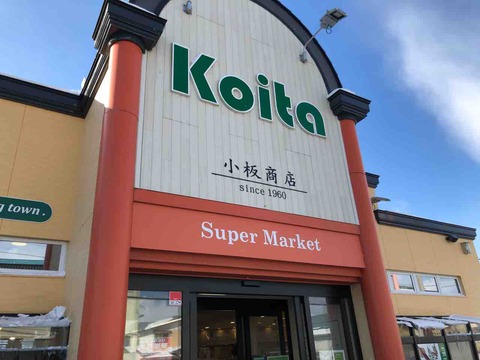 Koita
小板商店
since 1960
Super Market
g town.